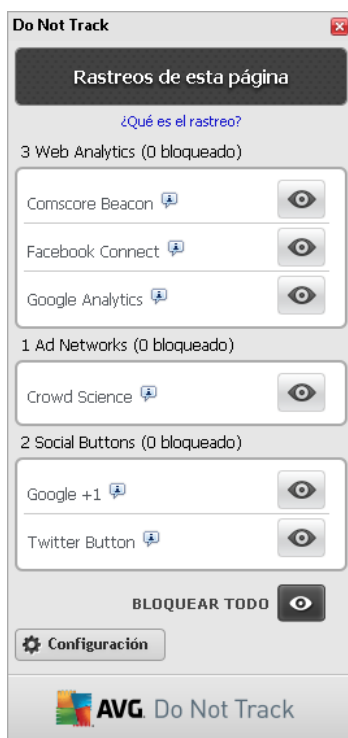 Do Not Track
Rastreos de esta página
¿Qué es el rastreo?
3 Web Analytics (0 bloqueado)
Comscore Beacon
Facebook Connect
Google Analytics
1 Ad Networks (0 bloqueado)
Crowd Science
2 Social Buttons (0 bloqueado)
Google +1
Twitter Button
BLOQUEAR TODO
Configuración
AVG. Do Not Track